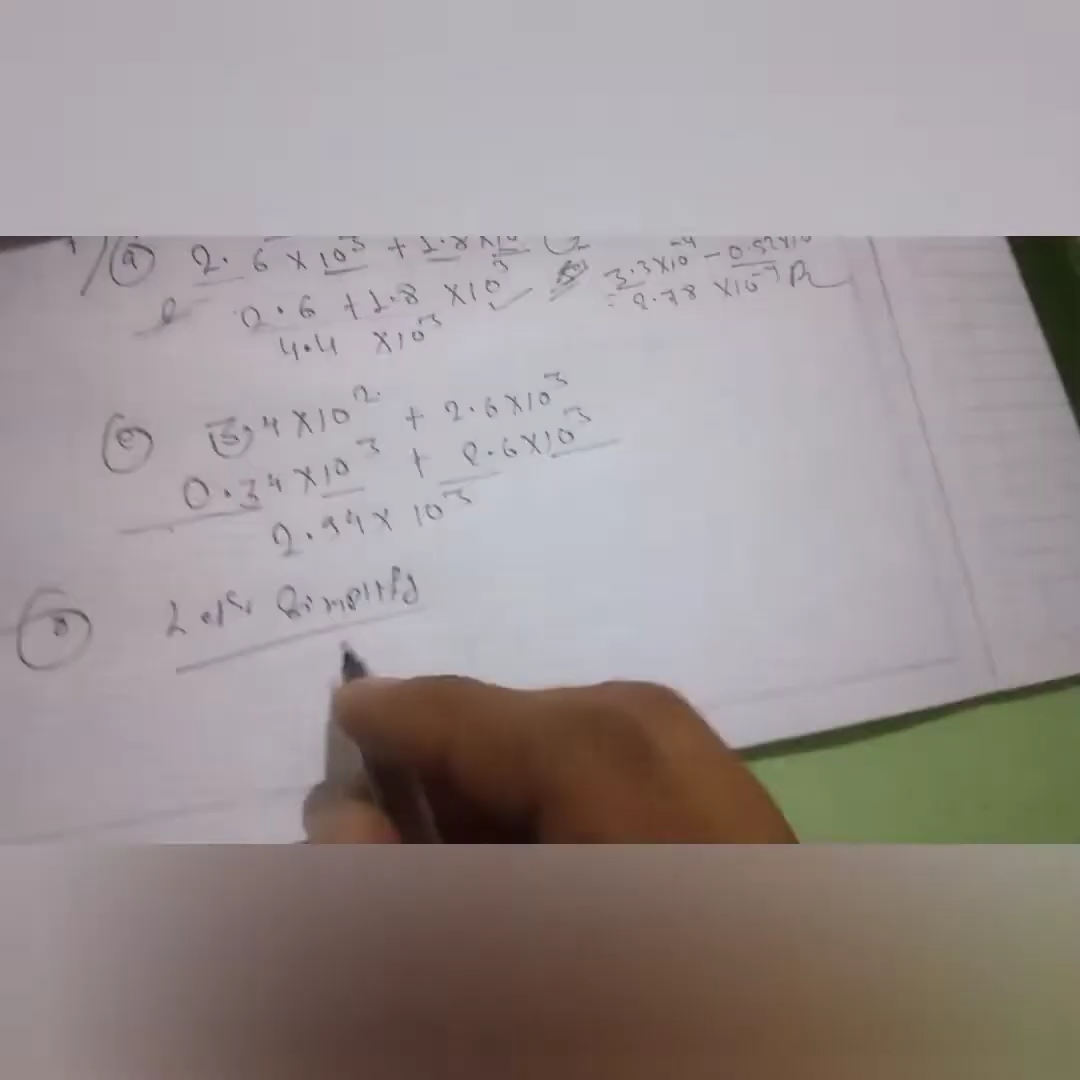 (a) 2.6 × 10³ + 1.8 × 10
2.6 + 1.8 × 10³
4.4 × 10³
3.3 × 10⁻⁴ - 0.52 × 10
= 2.78 × 10⁻⁴
(c) 3.4 × 10² + 2.6 × 10³
0.34 × 10³ + 2.6 × 10³
2.94 × 10³
Let's Simplify